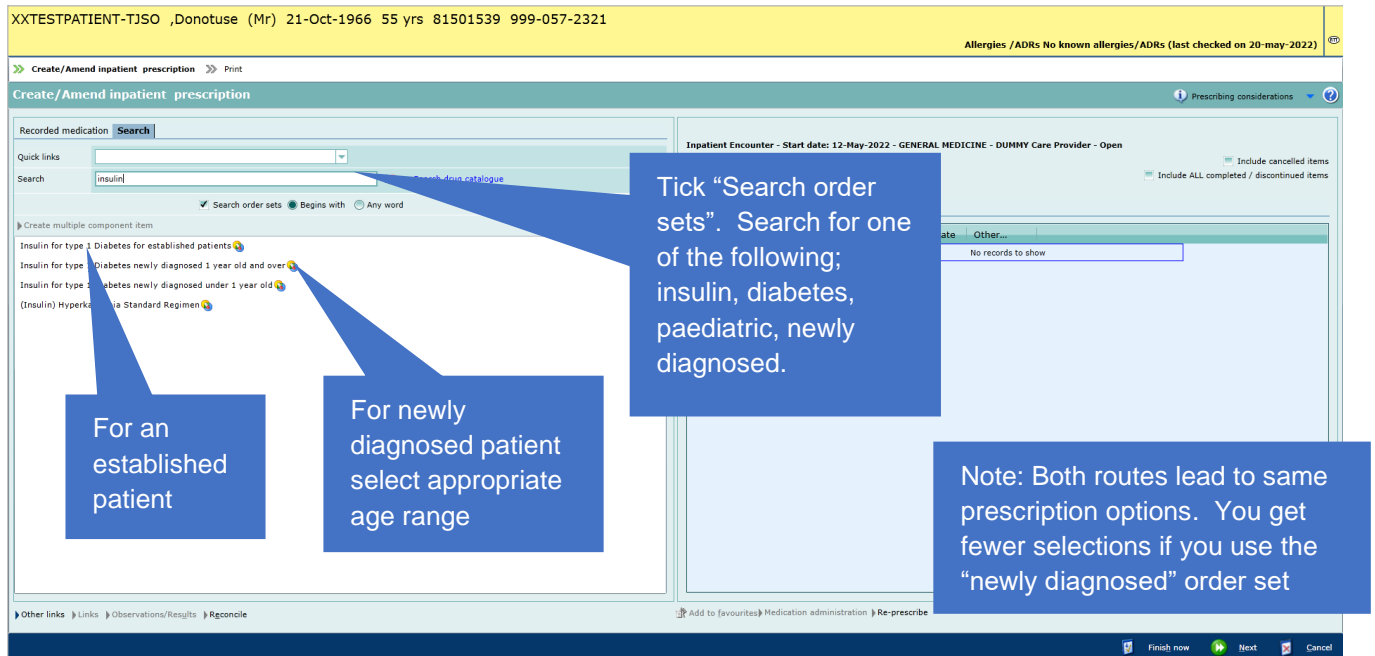 XXTESTPATIENT-TJSO ,Donotuse (Mr) 21-Oct-1966 55 yrs 81501539 999-057-2321
Allergies /ADRs No known allergies/ADRs (last checked on 20-may-2022)
Create/Amend inpatient prescription Print
Create/Amend inpatient prescription
Prescribing considerations
Recorded medication Search
Quick links
Search insulin
Search drug catalogue
Search order sets Begins with Any word
Create multiple component item
Insulin for type 1 Diabetes for established patients
Insulin for type Diabetes newly diagnosed 1 year old and over
Insulin for type Diabetes newly diagnosed under 1 year old
(Insulin) Standard Regimen
Inpatient Encounter - Start date: 12-May-2022 - GENERAL MEDICINE - DUMMY Care Provider - Open
Include cancelled items
Include ALL completed / discontinued items
Other...
No records to show
Tick “Search order
sets”. Search for one
of the following;
insulin, diabetes,
paediatric, newly
diagnosed.
For an
established
patient
For newly
diagnosed patient
select appropriate
age range
Note: Both routes lead to same
prescription options. You get
fewer selections if you use the
“newly diagnosed” order set
Other links Links Observations/Results Reconcile
Add to favourites Medication administration Re-prescribe
Finish now Next Cancel